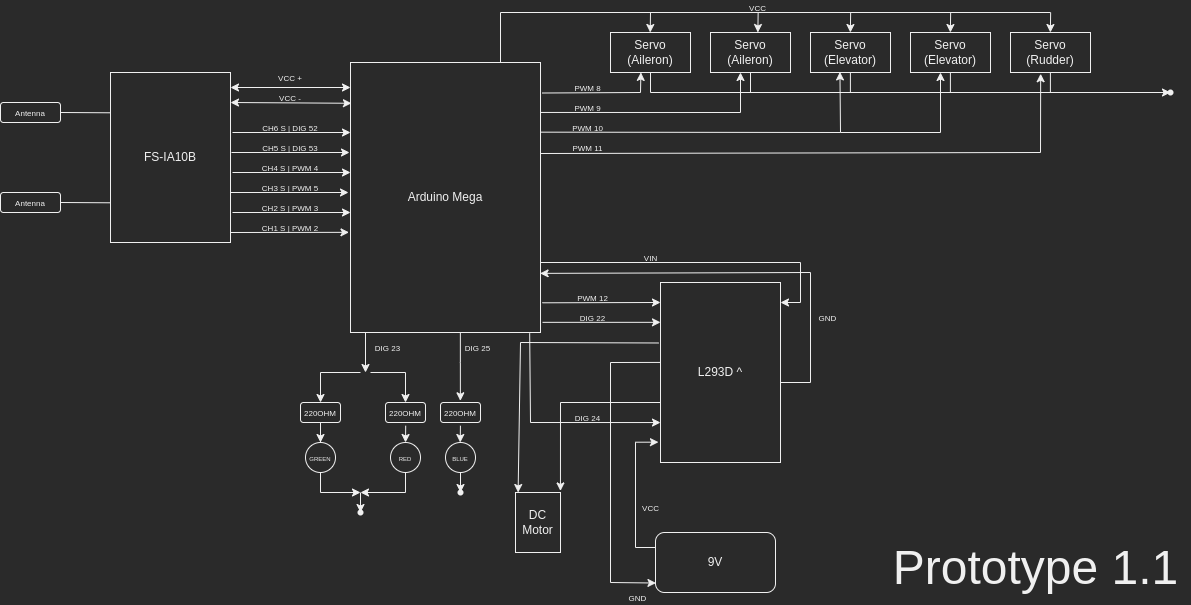 VCC
Servo
(Aileron)
Servo
(Aileron)
Servo
(Elevator)
Servo
(Elevator)
Servo
(Rudder)
VCC +
VCC -
Antenna
Antenna
FS-IA10B
CH6 S | DIG 52
CH5 S | DIG 53
CH4 S | PWM 4
CH3 S | PWM 5
CH2 S | PWM 3
CH1 S | PWM 2
Arduino Mega
PWM 8
PWM 9
PWM 10
PWM 11
VIN
PWM 12
DIG 22
GND
L293D ^
DIG 24
DIG 23
DIG 25
220OHM
220OHM
220OHM
GREEN
RED
BLUE
DC
Motor
VCC
9V
GND
Prototype 1.1